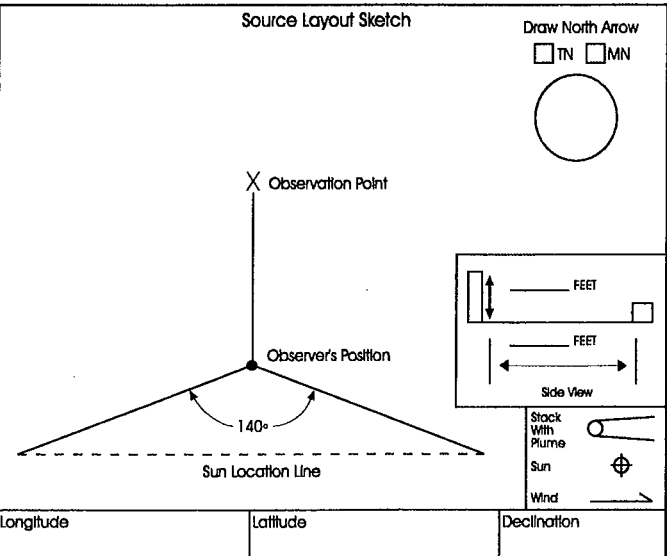 Source Layout Sketch
Draw North Arrow
TN MN
X Observation Point
FEET
FEET
Side View
Observer's Position
140°
Sun Location Line
Stack
With
Plume
Sun
Wind
Longitude Latitude Declination